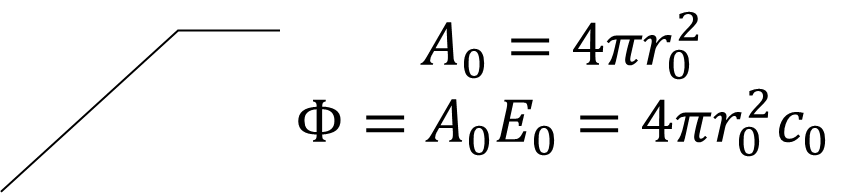 𝐴₀ = 4𝜋𝑟₀²
Φ = 𝐴₀𝐸₀ = 4𝜋𝑟₀²𝑐₀